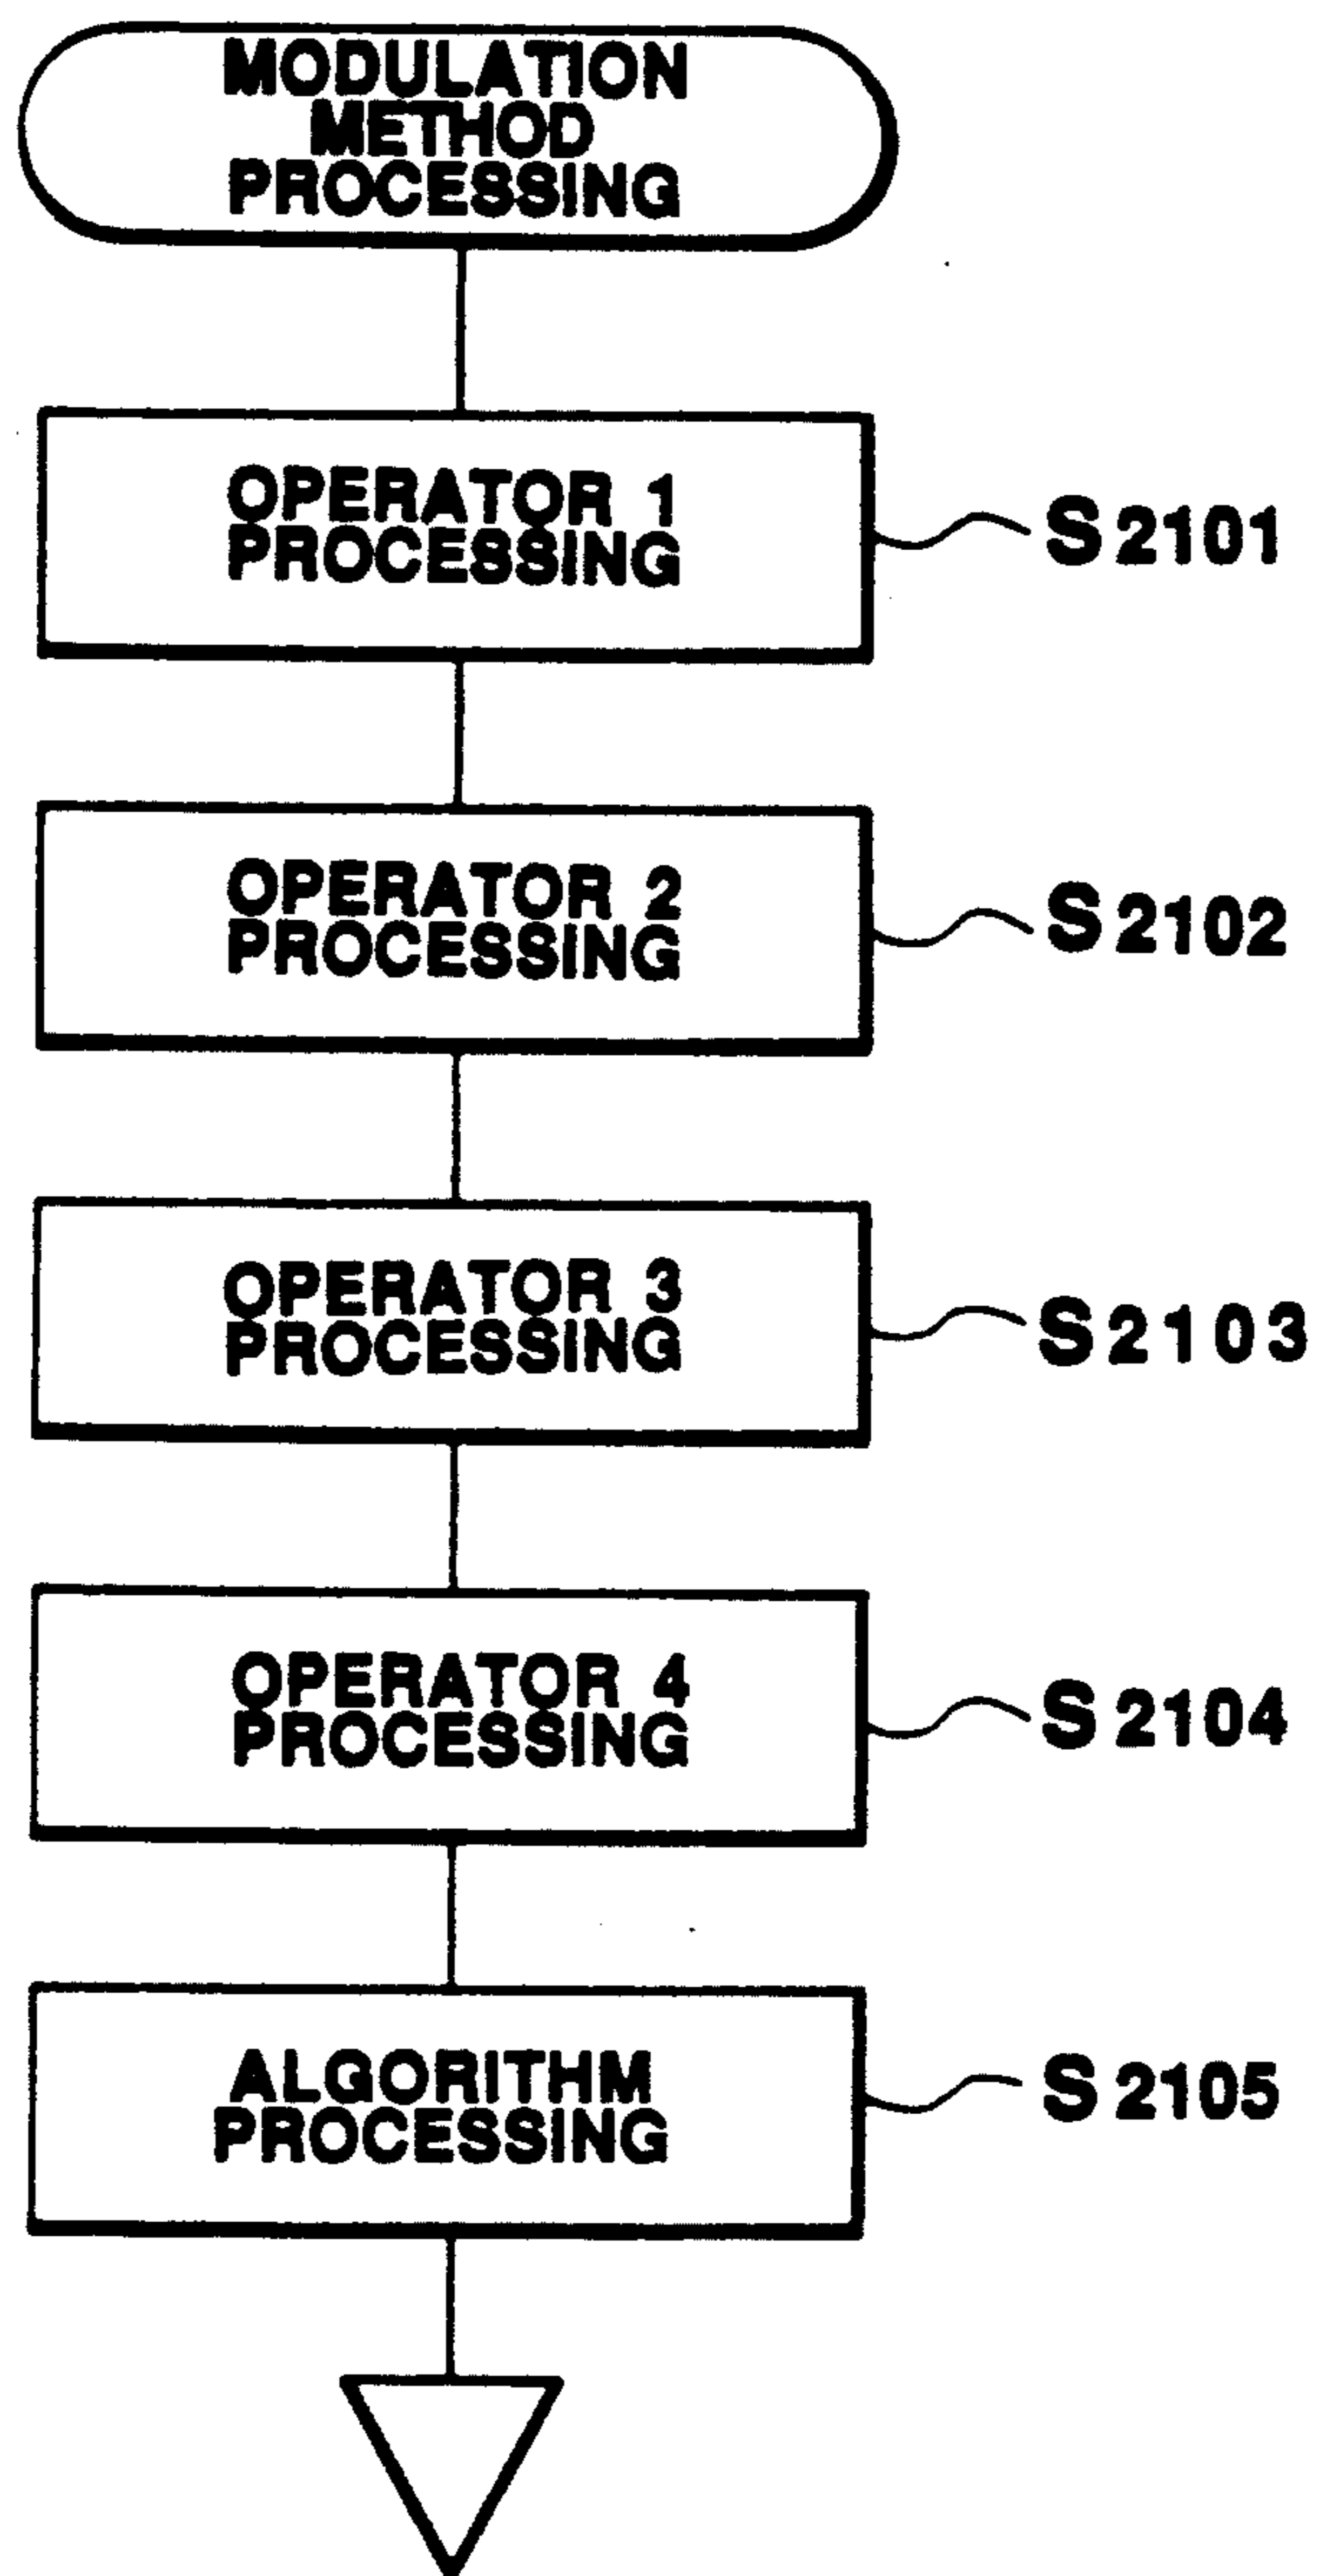 MODULATION
METHOD
PROCESSING
OPERATOR 1
PROCESSING
S2101
OPERATOR 2
PROCESSING
S2102
OPERATOR 3
PROCESSING
S2103
OPERATOR 4
PROCESSING
S2104
ALGORITHM
PROCESSING
S2105